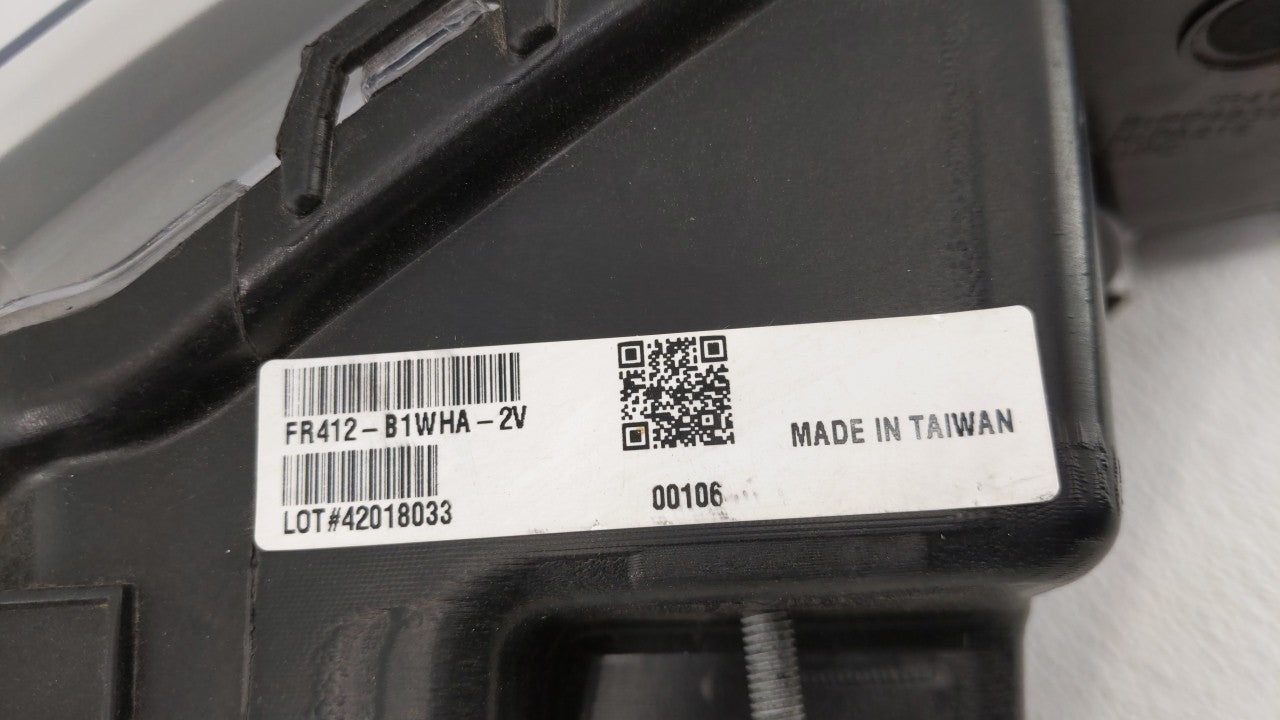 FR412-B1WHA-2V
LOT#42018033
00106
MADE IN TAIWAN